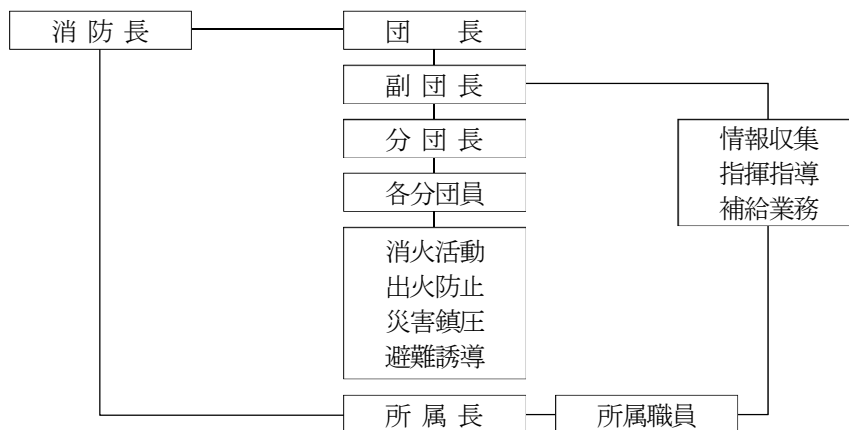 消 防 長
団　　長
副 団 長
分 団 長
各分団員
情報収集
指揮指導
補給業務
消火活動
出火防止
災害鎮圧
避難誘導
所 属 長
所属職員